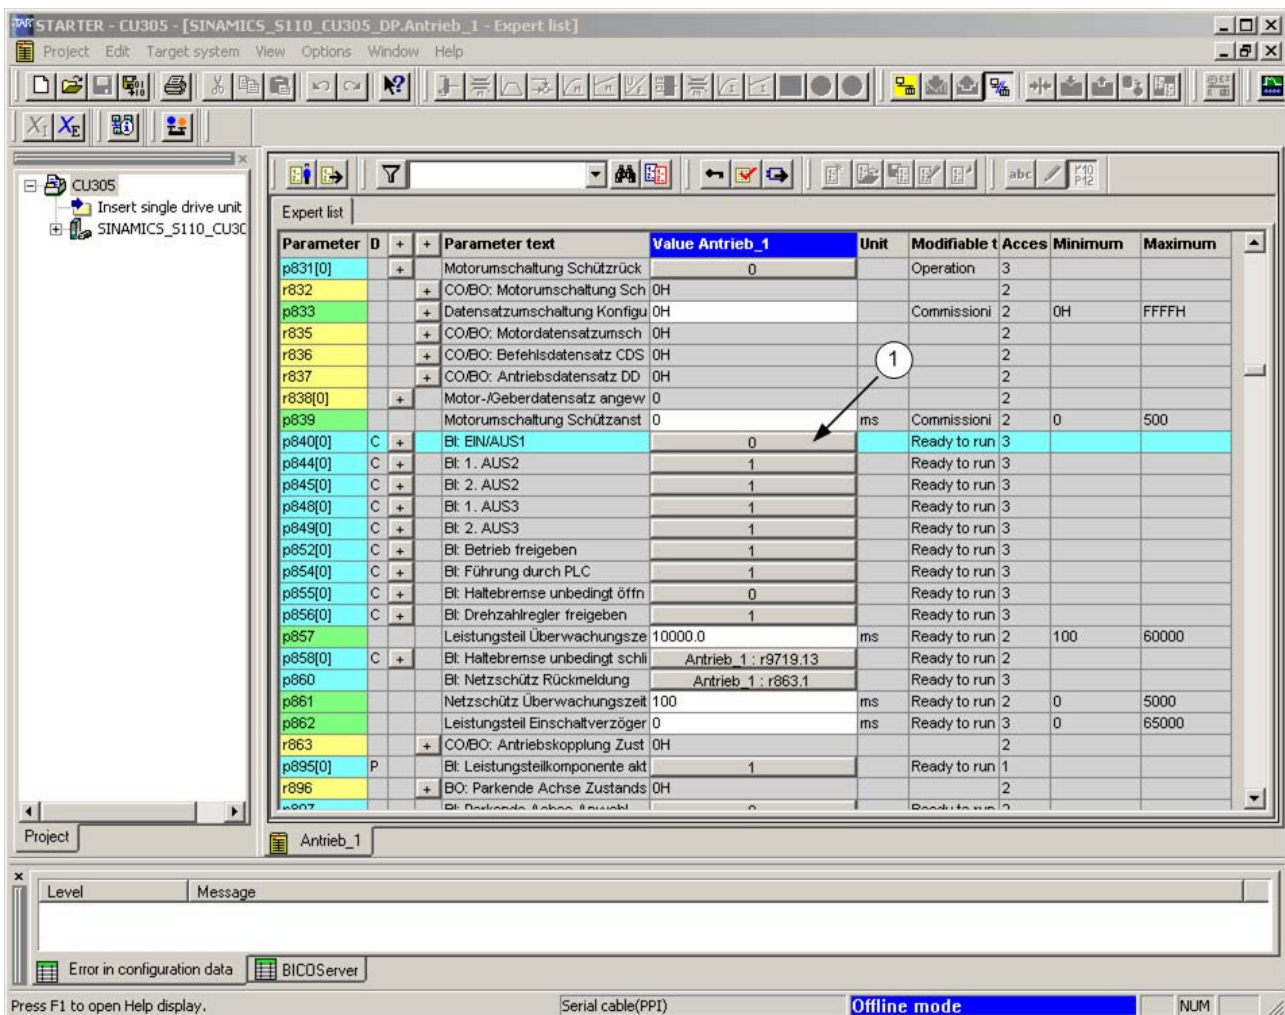 STARTER - CU305 - [SINAMICS_S110_CU305_DP.Antrieb_1 - Expert list]
Project Edit Target system View Options Window Help
CU305
Insert single drive unit
SINAMICS_S110_CU30
Project
abc
Expert list
Parameter D + + Parameter text Value Antrieb_1 Unit Modifiable t Acces Minimum Maximum
p831[0] + Motorumschaltung Schützrück 0 Operation 3
r832 + CO/BO: Motorumschaltung Sch 0H 2
p833 + Datensatzumschaltung Konfigu 0H Commissioni 2 0H FFFFH
r835 + CO/BO: Motordatensatzumsch 0H 2
r836 + CO/BO: Befehlsdatensatz CDS 0H 2
r837 + CO/BO: Antriebsdatensatz DD 0H 2
1
r838[0] + Motor-/Geberdatensatz angew 0 2
p839 Motorumschaltung Schützanst 0 ms Commissioni 2 0 500
p840[0] C + BI: EIN/AUS1 0 Ready to run 3
p844[0] C + BI: 1. AUS2 1 Ready to run 3
p845[0] C + BI: 2. AUS2 1 Ready to run 3
p848[0] C + BI: 1. AUS3 1 Ready to run 3
p849[0] C + BI: 2. AUS3 1 Ready to run 3
p852[0] C + BI: Betrieb freigeben 1 Ready to run 3
p854[0] C + BI: Führung durch PLC 1 Ready to run 3
p855[0] C + BI: Haltebremse unbedingt öffn 0 Ready to run 3
p856[0] C + BI: Drehzahlregler freigeben 1 Ready to run 3
p857 Leistungsteil Überwachungsze 10000.0 ms Ready to run 2 100 60000
p858[0] C + BI: Haltebremse unbedingt schli Antrieb_1 : r9719.13 Ready to run 2
p860 BI: Netzschütz Rückmeldung Antrieb_1 : r863.1 Ready to run 3
p861 Netzschütz Überwachungszeit 100 ms Ready to run 2 0 5000
p862 Leistungsteil Einschaltverzöger 0 ms Ready to run 3 0 65000
r863 + CO/BO: Antriebskopplung Zust 0H 2
p895[0] P BI: Leistungsteilkomponente akt 1 Ready to run 1
r896 + BO: Parkende Achse Zustands 0H 2
Antrieb_1
Level Message
Error in configuration data BICOServer
Press F1 to open Help display. Serial cable(PPI) Offline mode NUM